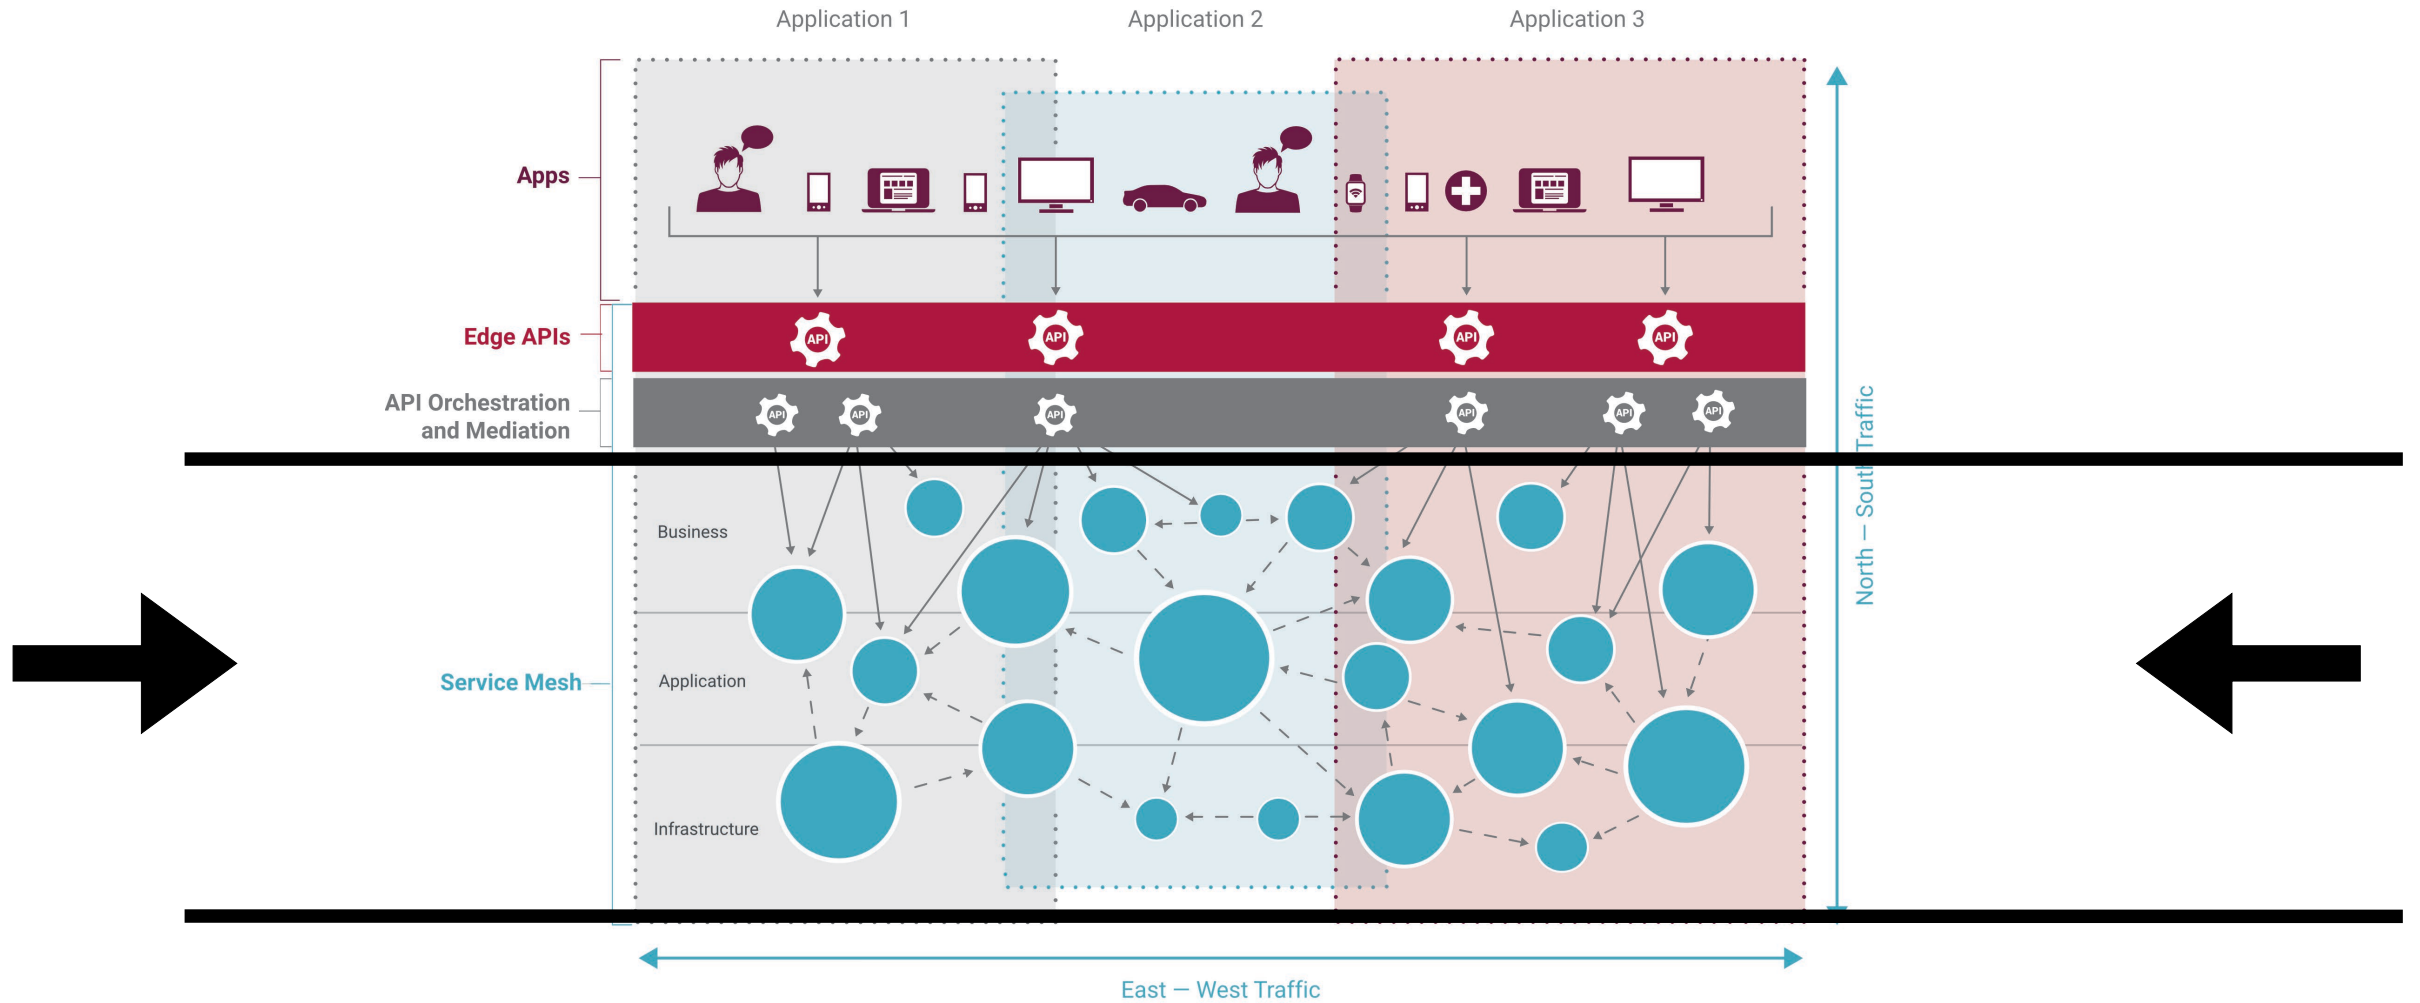 Application 1
Application 2
Application 3
Apps
Edge APIs
API
API
API
API
API Orchestration
and Mediation
API
API
API
API
API
API
Business
Application
Service Mesh
Infrastructure
North — South Traffic
East — West Traffic